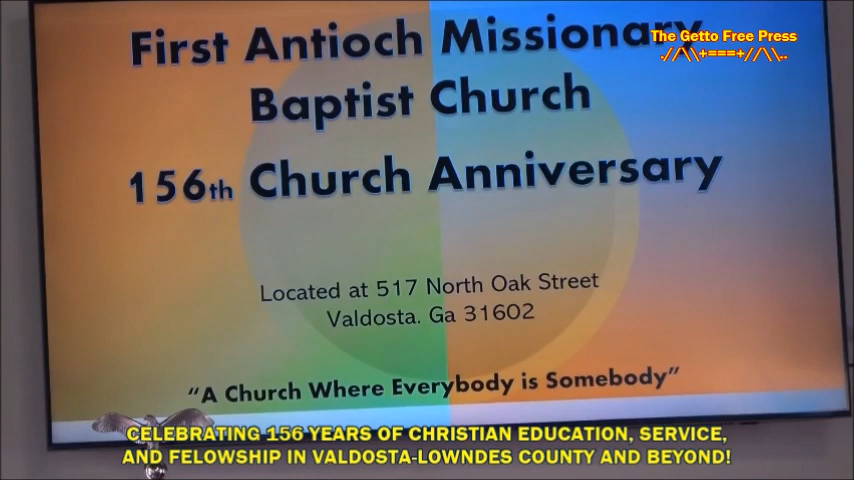 The Getto Free Press
./⁄\\+===+//\\..
First Antioch Missionary
Baptist Church
156th Church Anniversary
Located at 517 North Oak Street
Valdosta. Ga 31602
“A Church Where Everybody is Somebody”
CELEBRATING 156 YEARS OF CHRISTIAN EDUCATION, SERVICE,
AND FELOWSHIP IN VALDOSTA-LOWNDES COUNTY AND BEYOND!